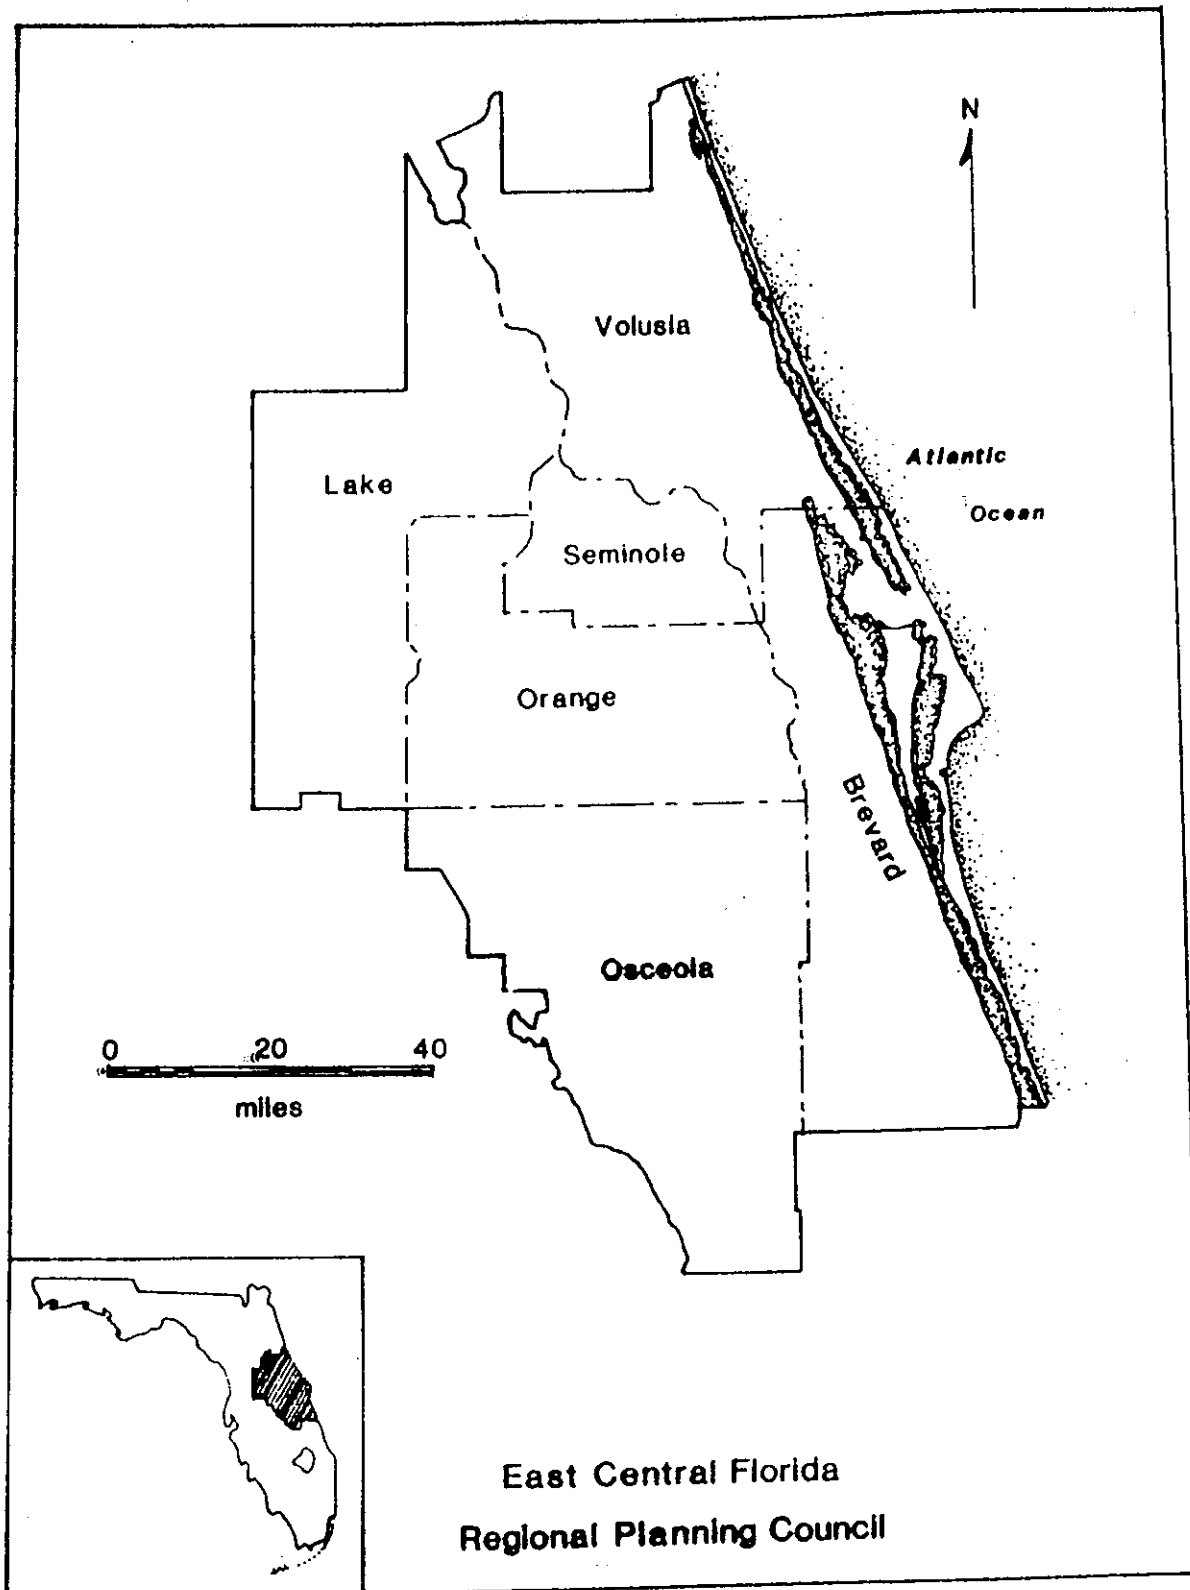 N
Volusia
Atlantic
Ocean
Lake
Seminole
Orange
Brevard
Osceola
0 20 40
miles
East Central Florida
Regional Planning Council